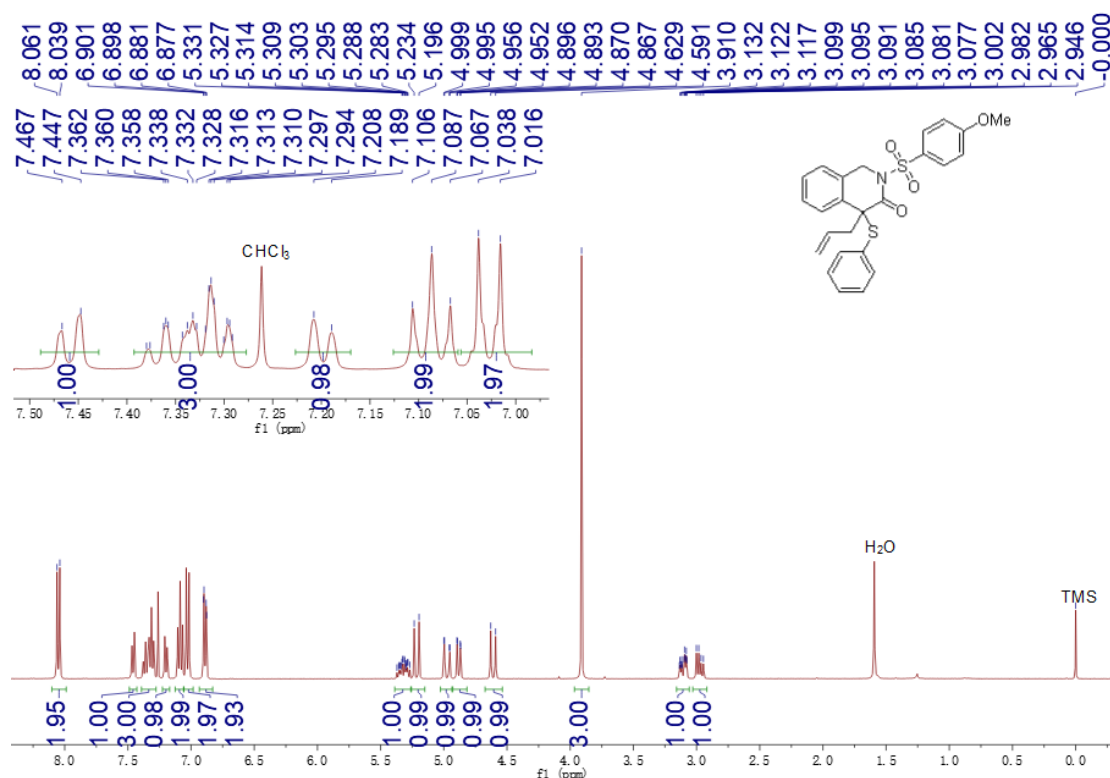 8.061 8.039 6.901 6.898 6.881 6.877 5.331 5.327 5.314 5.309 5.303 5.295 5.288 5.283 5.234 5.196 4.999 4.995 4.956 4.952 4.896 4.893 4.870 4.867 4.629 4.591 3.910 3.132 3.122 3.117 3.099 3.095 3.091 3.085 3.081 3.077 3.002 2.982 2.965 2.946 -0.000
7.467 7.447 7.362 7.360 7.358 7.338 7.332 7.328 7.316 7.313 7.310 7.297 7.294 7.208 7.189 7.106 7.087 7.067 7.038 7.016
OMe
O
S
N
O
O
S
CHCl3
1.00 3.00 0.98 1.99 1.97
7.50 7.45 7.40 7.35 7.30 7.25 7.20 7.15 7.10 7.05 7.00
f1 (ppm)
H2O
TMS
1.95 1.00 3.00 0.98 1.99 1.97 1.93 1.00 0.99 0.99 0.99 0.99 3.00 1.00 1.00
8.0 7.5 7.0 6.5 6.0 5.5 5.0 4.5 4.0 3.5 3.0 2.5 2.0 1.5 1.0 0.5 0.0
f1 (ppm)